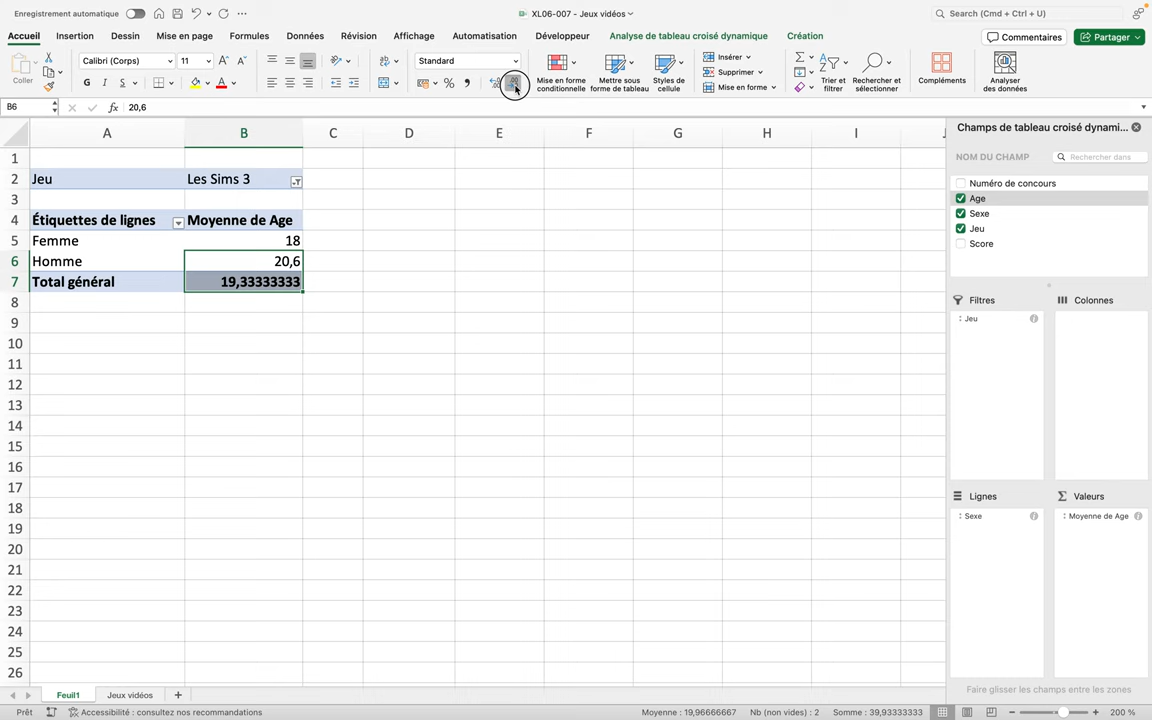 Enregistrement automatique
XL06-007 - Jeux vidéos
Search (Cmd + Ctrl + U)
Accueil Insertion Dessin Mise en page Formules Données Révision Affichage Automatisation Développeur Analyse de tableau croisé dynamique Création
Commentaires
Partager
Coller
Calibri (Corps) 11
G I S
Standard
Mise en forme conditionnelle
Mettre sous forme de tableau
Styles de cellule
Insérer
Supprimer
Mise en forme
Trier et filtrer
Rechercher et sélectionner
Compléments
Analyser des données
B6 fx 20,6
A B C D E F G H I J
1
2 Jeu Les Sims 3
3
4 Étiquettes de lignes Moyenne de Age
5 Femme 18
6 Homme 20,6
7 Total général 19,33333333
8
9
10
11
12
13
14
15
16
17
18
19
20
21
22
23
24
25
26
Champs de tableau croisé dynami...
NOM DU CHAMP
Rechercher dans
Numéro de concours
Age
Sexe
Jeu
Score
Filtres
Colonnes
Jeu
Lignes
Valeurs
Sexe
Moyenne de Age
Faire glisser les champs entre les zones
Feuil1 Jeux vidéos +
Prêt
Accessibilité : consultez nos recommandations
Moyenne : 19,96666667 Nb (non vides) : 2 Somme : 39,93333333
200 %